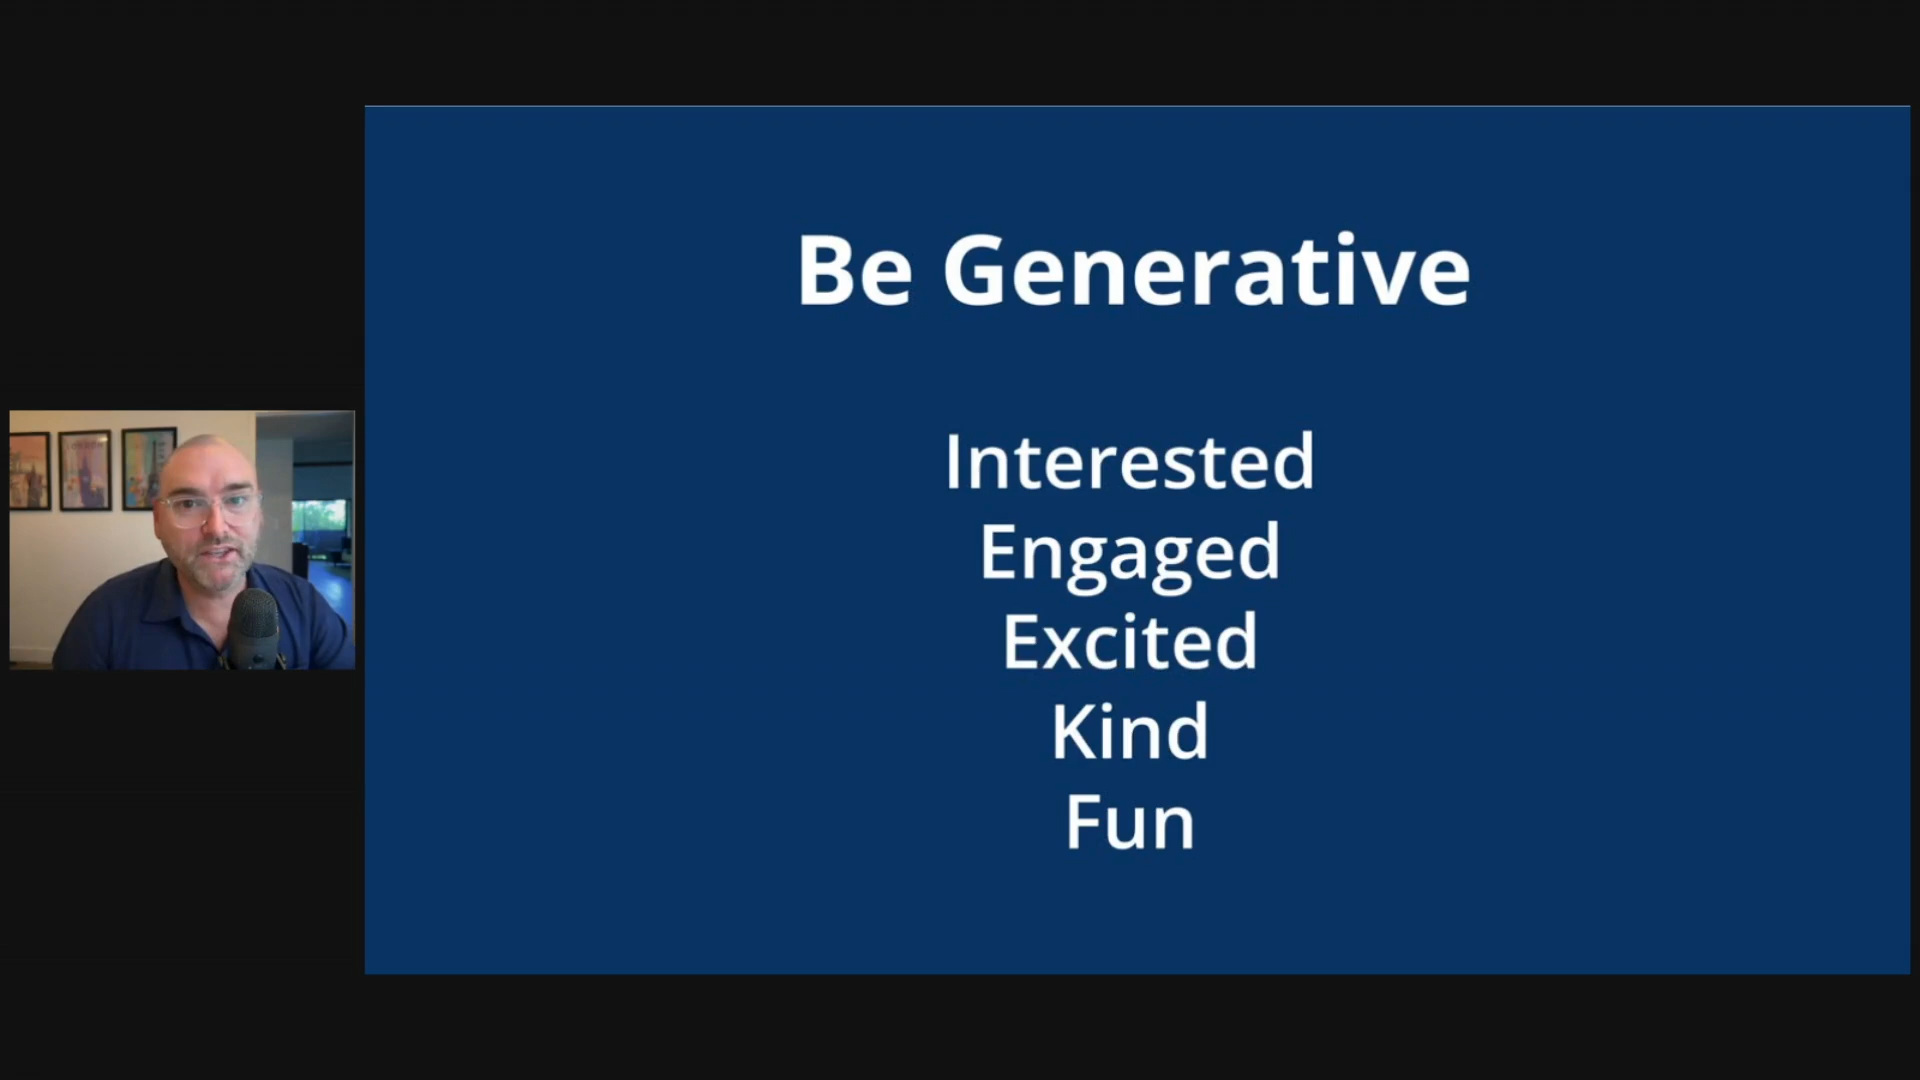 Be Generative
Interested
Engaged
Excited
Kind
Fun